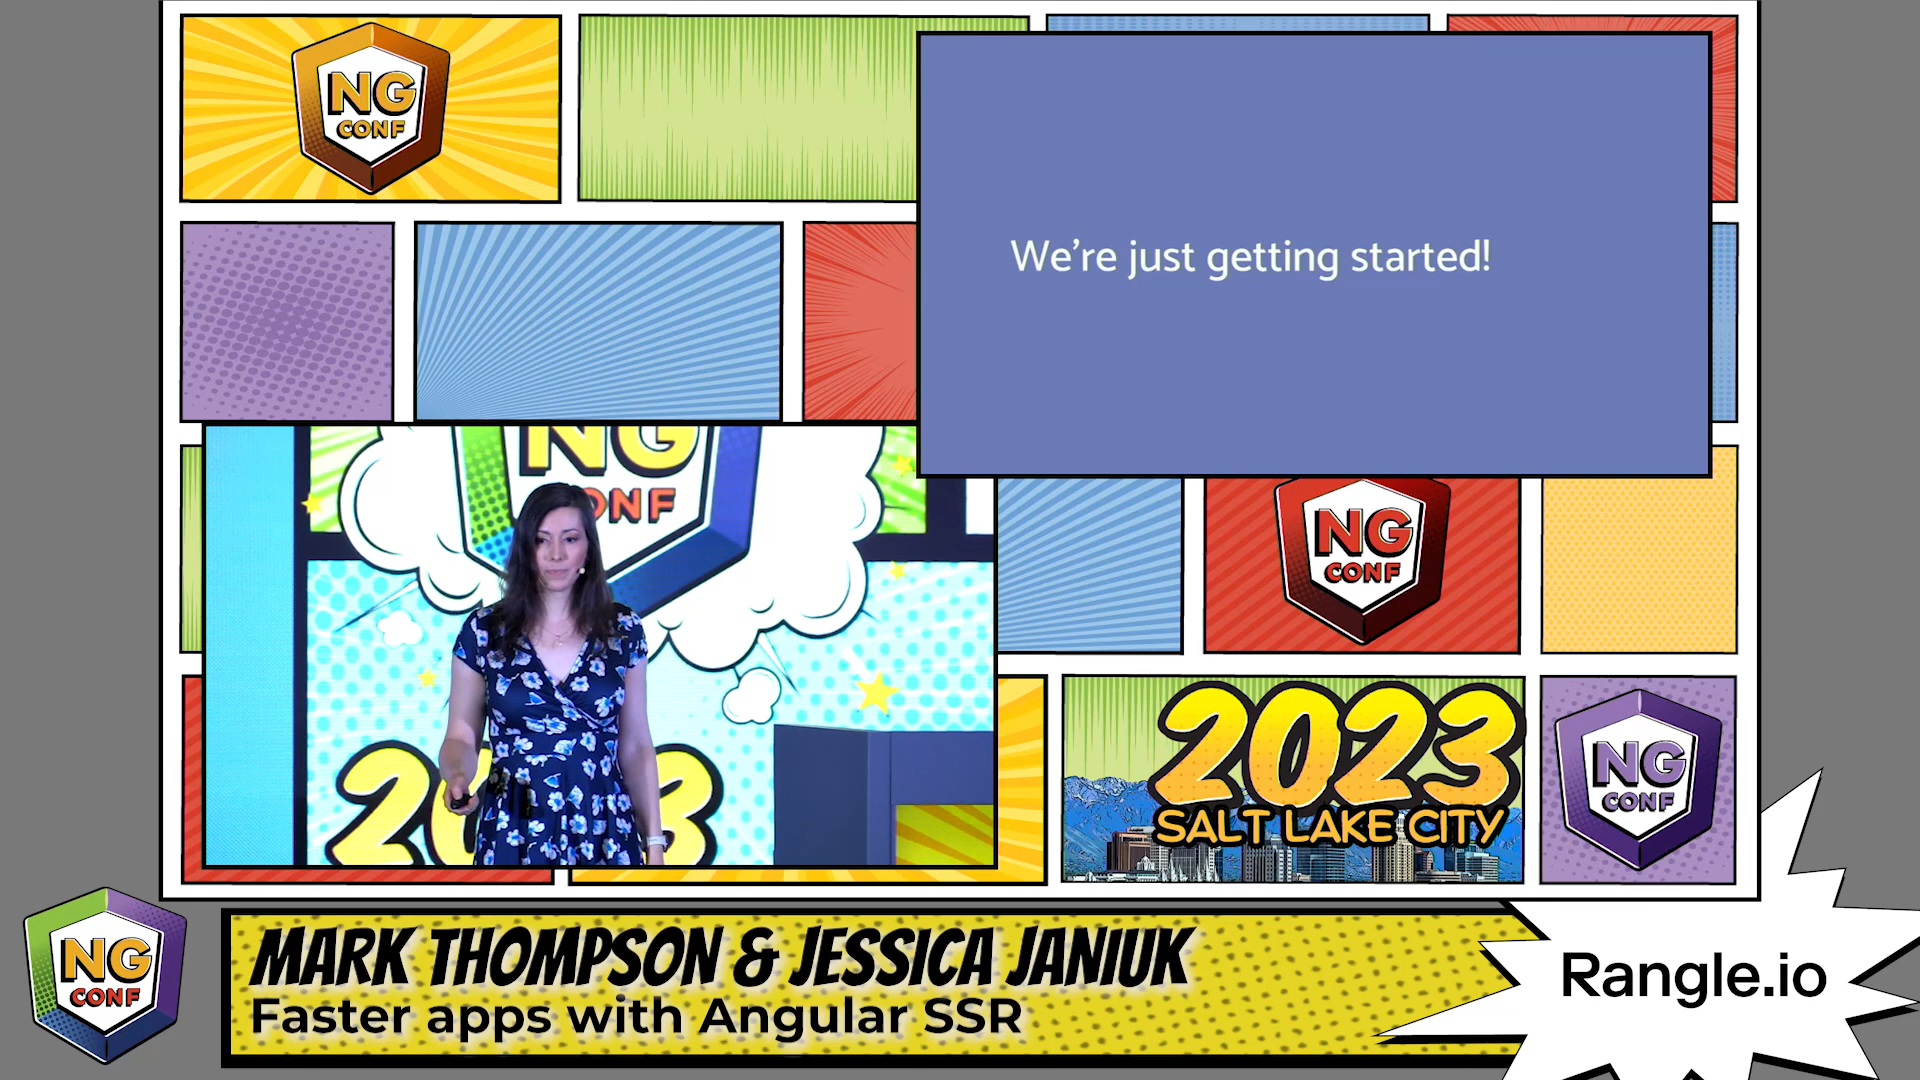 NG
CONF
We're just getting started!
NG
CONF
NG
CONF
2023
SALT LAKE CITY
NG
CONF
NG
CONF
MARK THOMPSON & JESSICA JANIUK
Faster apps with Angular SSR
Rangle.io